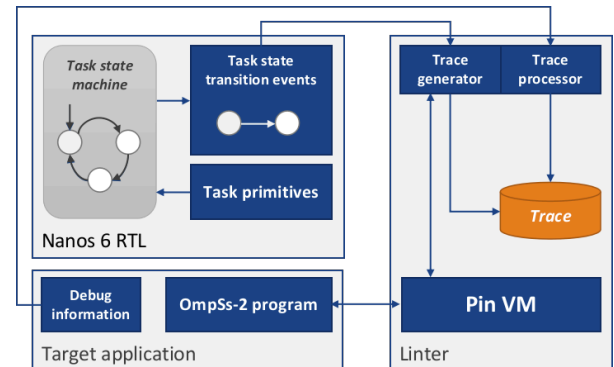 Task state
machine
Task state
transition events
Task primitives
Nanos 6 RTL
Trace
generator
Trace
processor
Trace
Debug
information
OmpSs-2 program
Target application
Pin VM
Linter